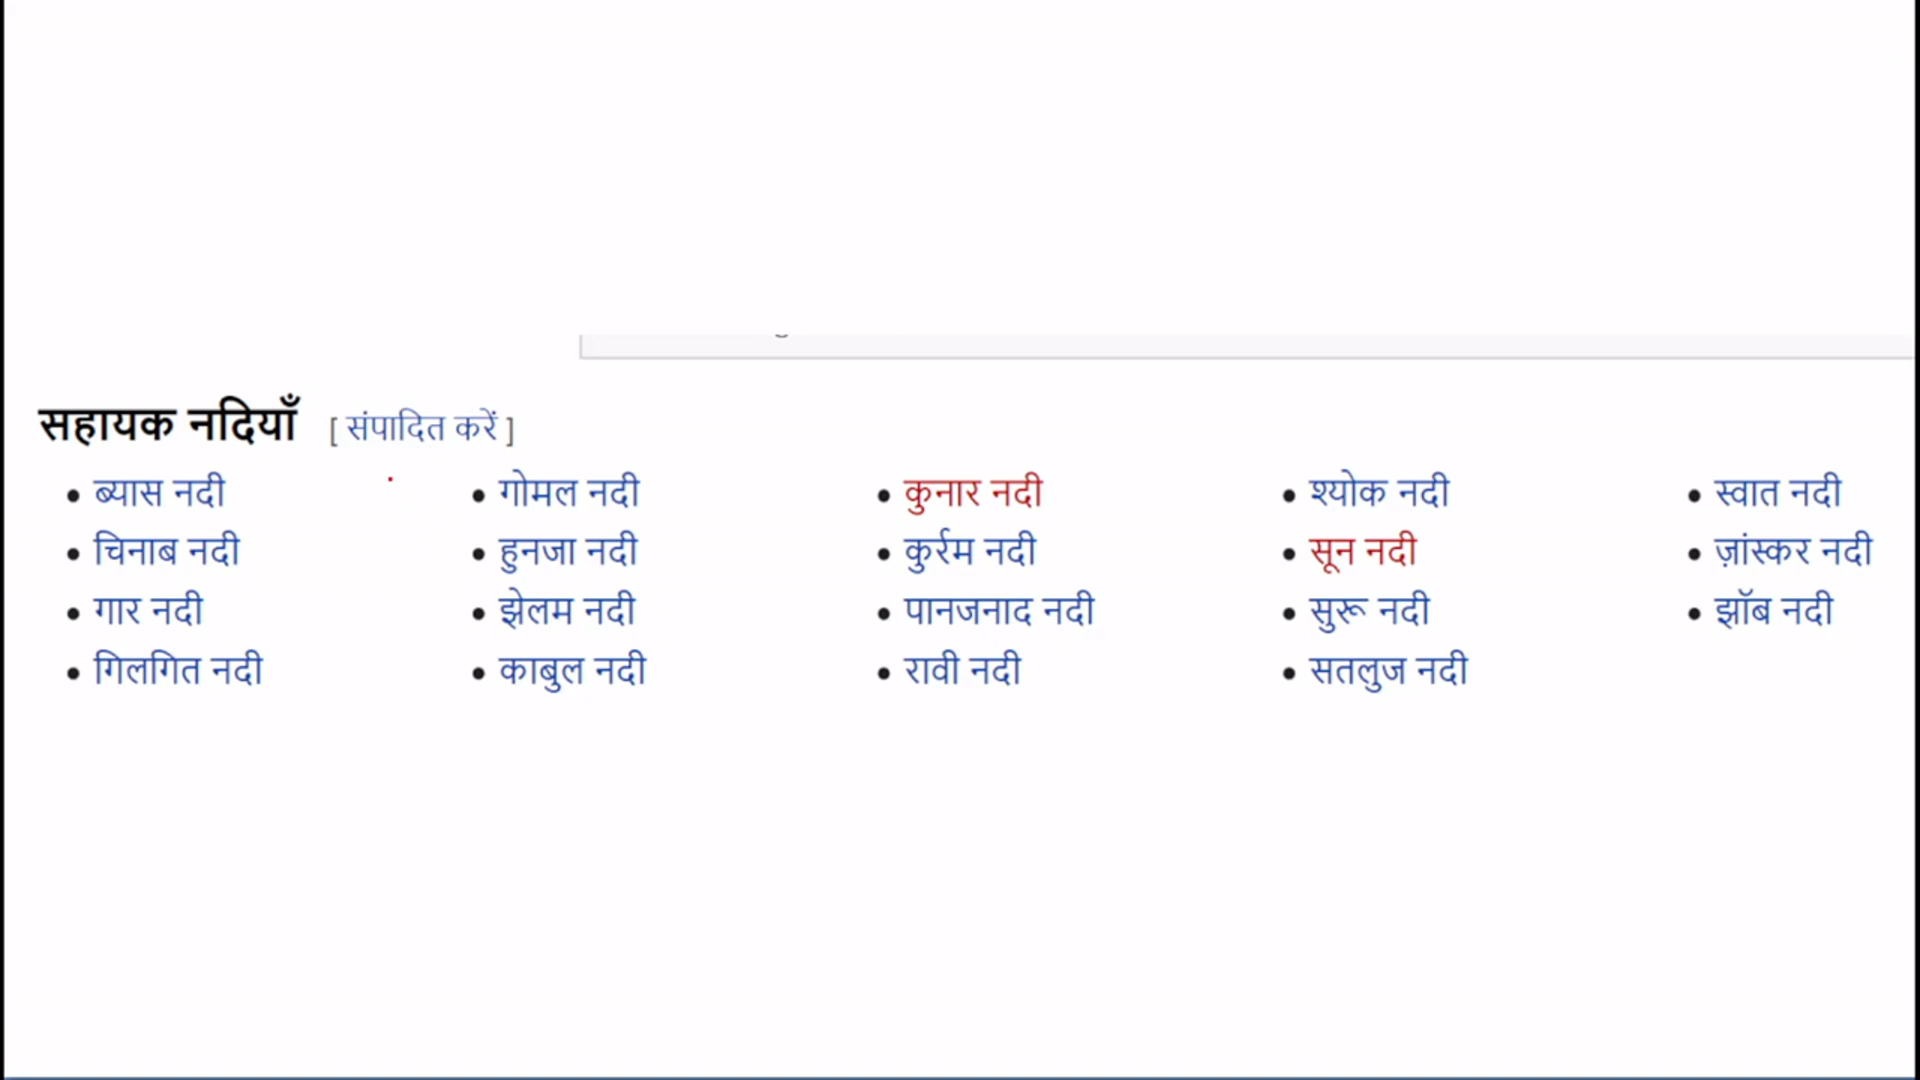 सहायक नदियाँ [ संपादित करें ]
• ब्यास नदी • गोमल नदी • कुनार नदी • श्योक नदी • स्वात नदी
• चिनाब नदी • हुनजा नदी • कुर्रम नदी • सून नदी • ज़ांस्कर नदी
• गार नदी • झेलम नदी • पानजनाद नदी • सुरू नदी • झॉब नदी
• गिलगित नदी • काबुल नदी • रावी नदी • सतलुज नदी